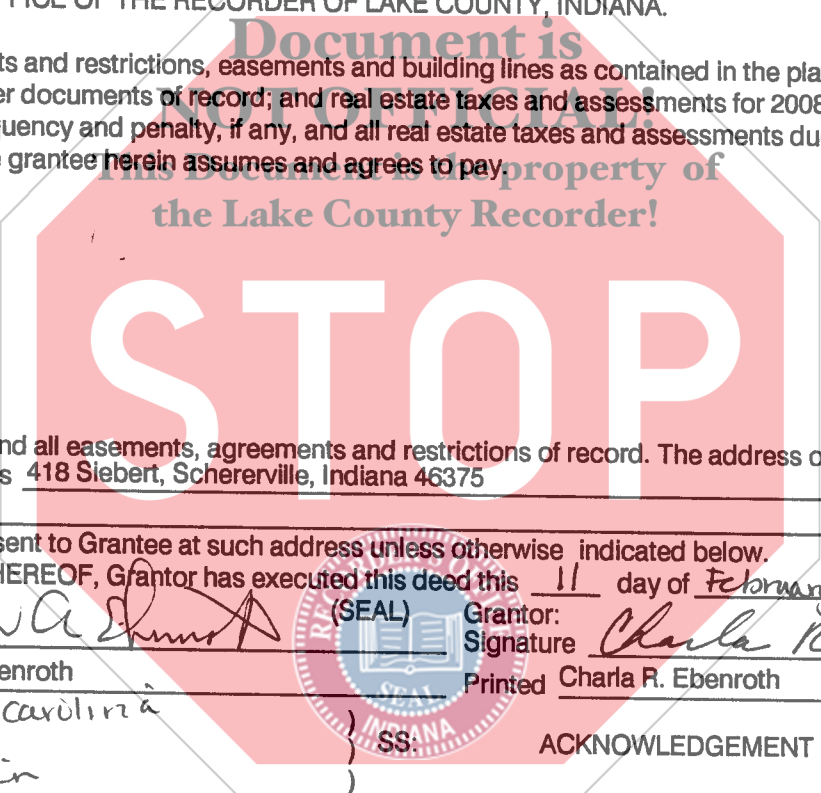 FICE OF THE RECORDER OF LAKE COUNTY, INDIANA.
Document is
ts and restrictions, easements and building lines as contained in the pla
er documents of record; and real estate taxes and assessments for 2008
NOT OFFICIAL!
uency and penalty, if any, and all real estate taxes and assessments du
e grantee herein assumes and agrees to pay.
This Document is the property of
the Lake County Recorder!
STOP
nd all easements, agreements and restrictions of record. The address o
s 418 Siebert, Schererville, Indiana 46375
sent to Grantee at such address unless otherwise indicated below.
HEREOF, Grantor has executed this deed this 11 day of February
(SEAL) Grantor:
Signature Charla R
enroth Printed Charla R. Ebenroth
carolina
SS: ACKNOWLEDGEMENT
SEAL
INDIANA